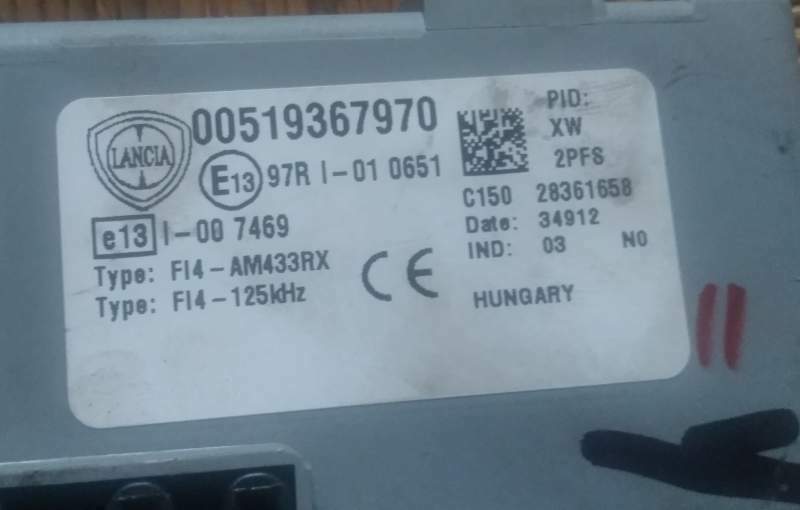 LANCIA
00519367970
E13 97R I-01 0651
e13 I-00 7469
Type: FI4-AM433RX
Type: FI4-125kHz
CE
PID:
XW
2PFS
C150 28361658
Date: 34912
IND: 03 NO
HUNGARY